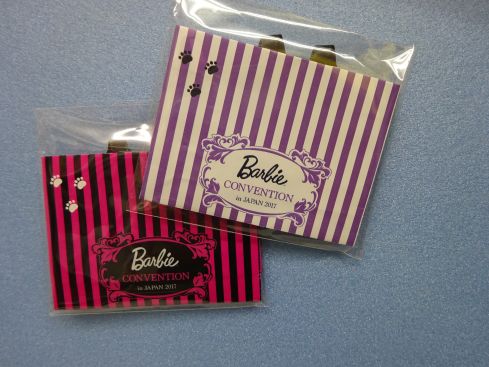 Barbie
CONVENTION
in JAPAN 2017
Barbie
CONVENTION
in JAPAN 2017